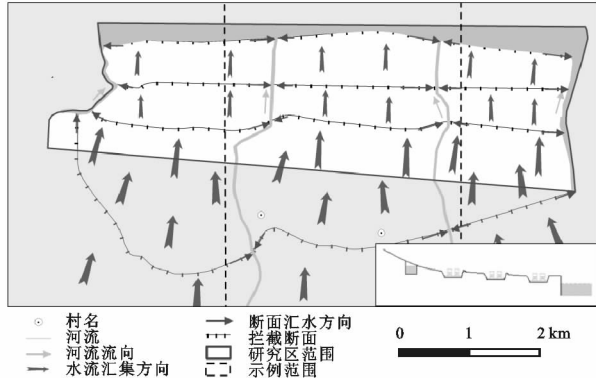 村名
河流
河流流向
水流汇集方向
断面汇水方向
拦截断面
研究区范围
示例范围
0 1 2 km